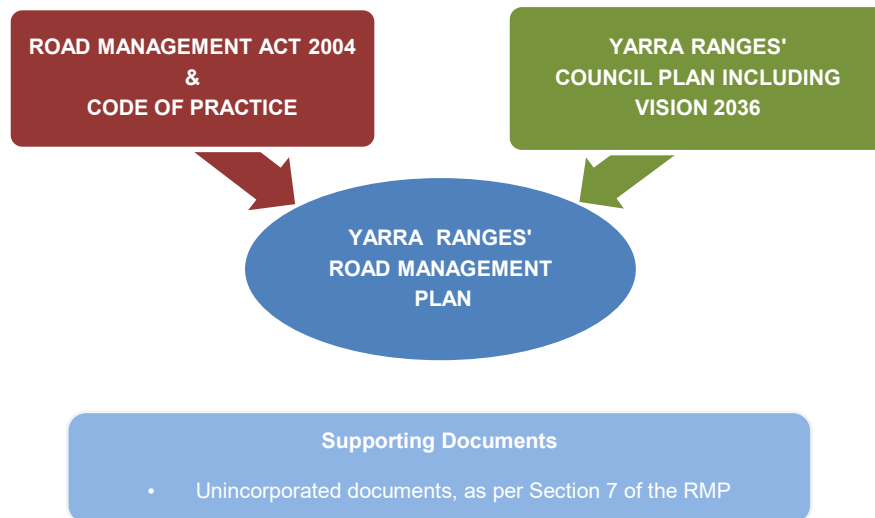 ROAD MANAGEMENT ACT 2004
&
CODE OF PRACTICE
YARRA RANGES'
COUNCIL PLAN INCLUDING
VISION 2036
YARRA RANGES'
ROAD MANAGEMENT
PLAN
Supporting Documents
• Unincorporated documents, as per Section 7 of the RMP